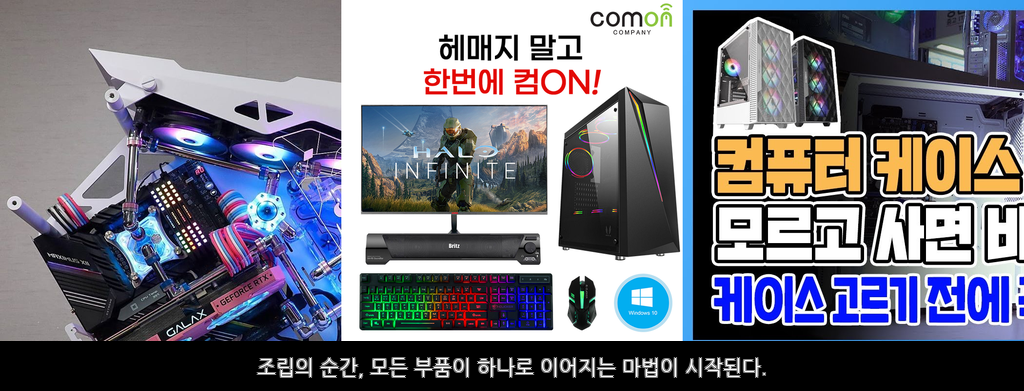 MAXIMUS XII
GEFORCE RTX
GALAX
comon
COMPANY
헤매지 말고
한번에 컴ON!
HALO
INFINITE
Britz
Windows 10
컴퓨터 케이스
모르고 사면
케이스 고르기 전에
조립의 순간, 모든 부품이 하나로 이어지는 마법이 시작된다.